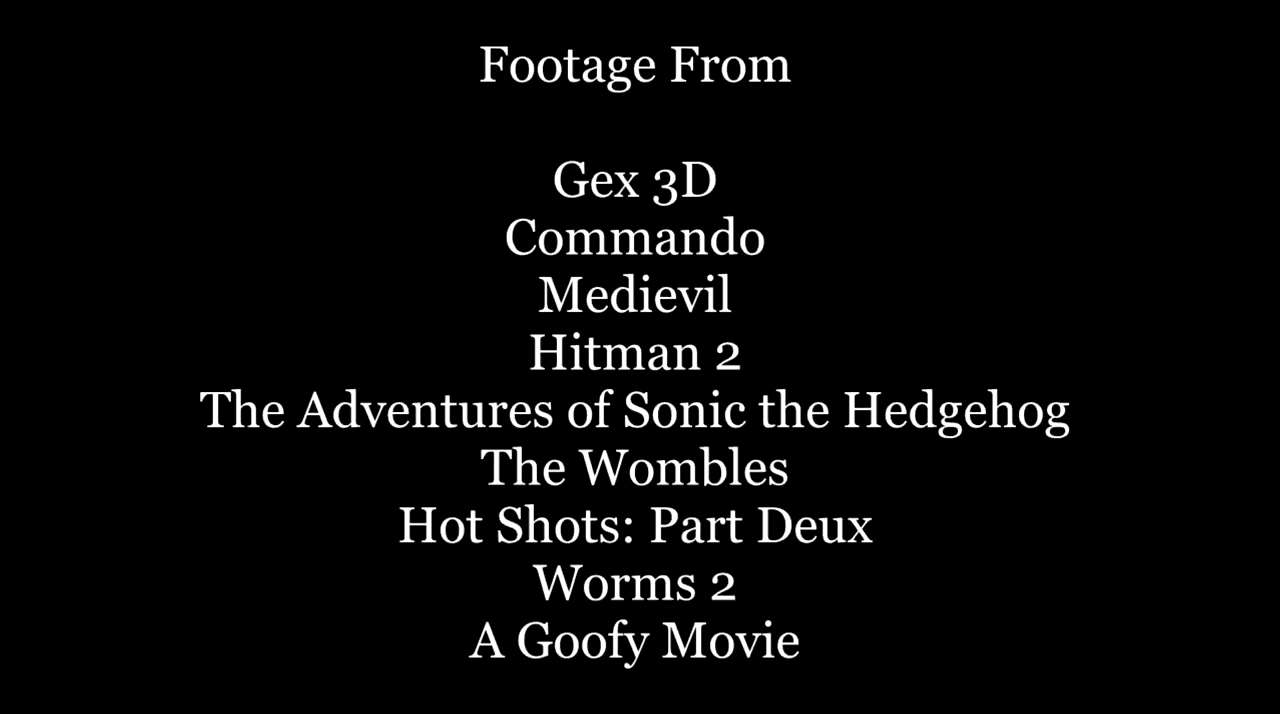 Footage From
Gex 3D
Commando
Medievil
Hitman 2
The Adventures of Sonic the Hedgehog
The Wombles
Hot Shots: Part Deux
Worms 2
A Goofy Movie